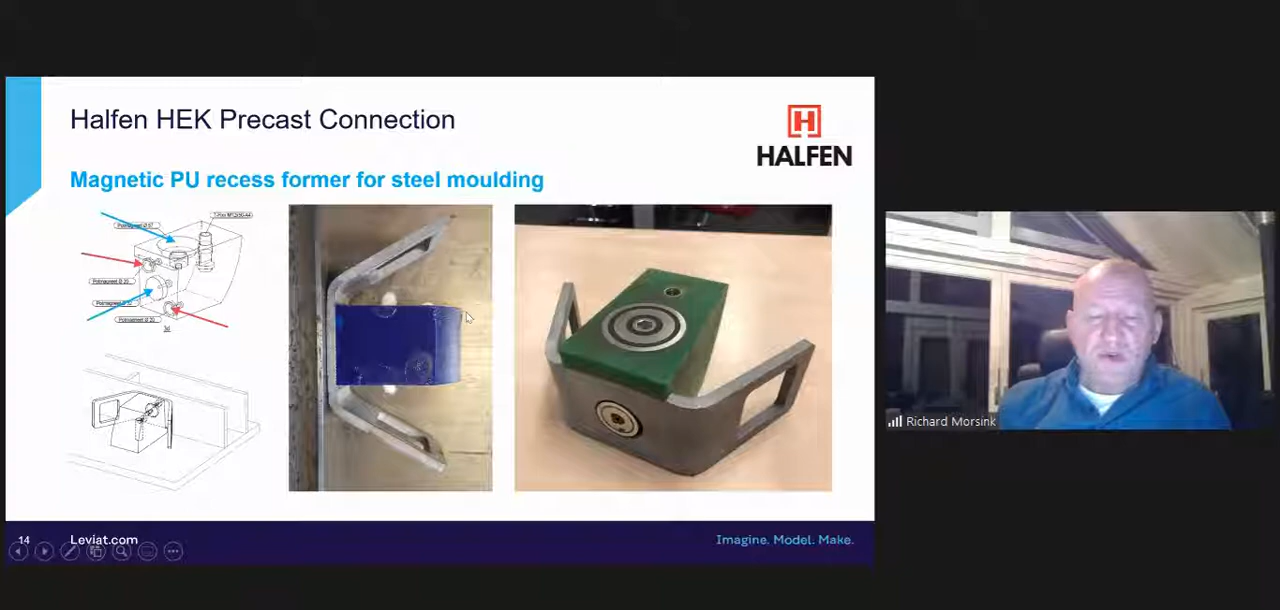 Halfen HEK Precast Connection
H
HALFEN
Magnetic PU recess former for steel moulding
Richard Morsink
14
Leviat.com
Imagine. Model. Make.